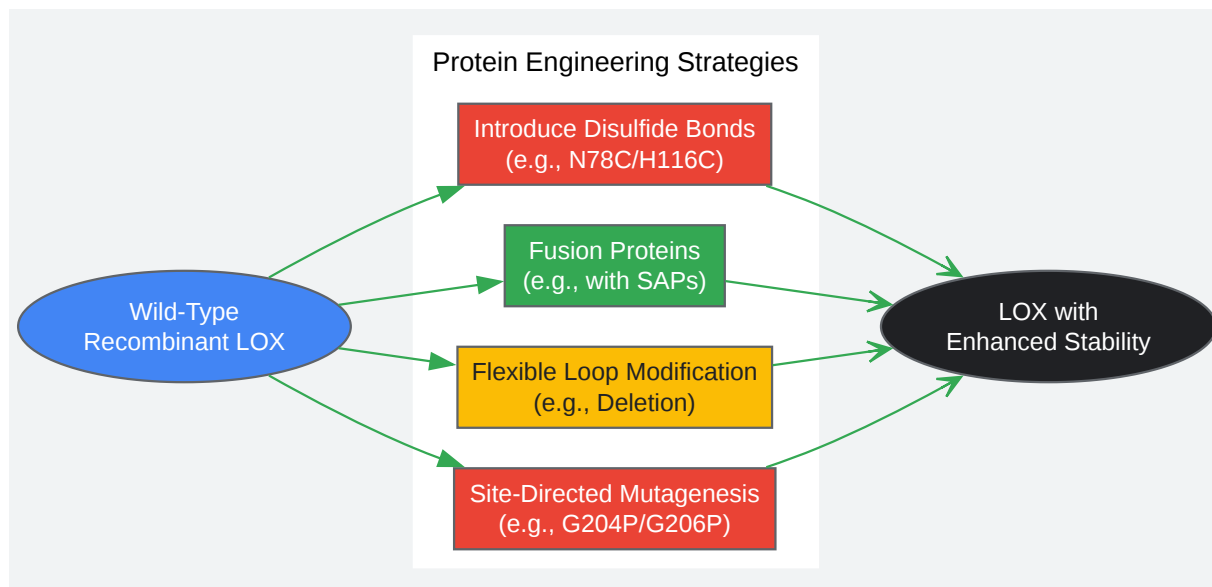 Protein Engineering Strategies
Introduce Disulfide Bonds
(e.g., N78C/H116C)
Fusion Proteins
(e.g., with SAPs)
Wild-Type
Recombinant LOX
LOX with
Enhanced Stability
Flexible Loop Modification
(e.g., Deletion)
Site-Directed Mutagenesis
(e.g., G204P/G206P)